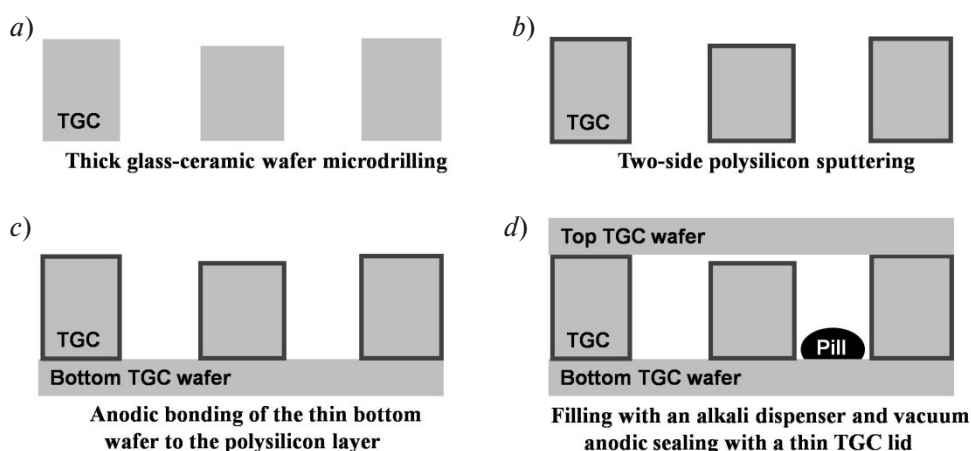 a)
TGC
Thick glass-ceramic wafer microdrilling
b)
TGC
Two-side polysilicon sputtering
c)
TGC
Bottom TGC wafer
Anodic bonding of the thin bottom
wafer to the polysilicon layer
d)
Top TGC wafer
TGC
Pill
Bottom TGC wafer
Filling with an alkali dispenser and vacuum
anodic sealing with a thin TGC lid